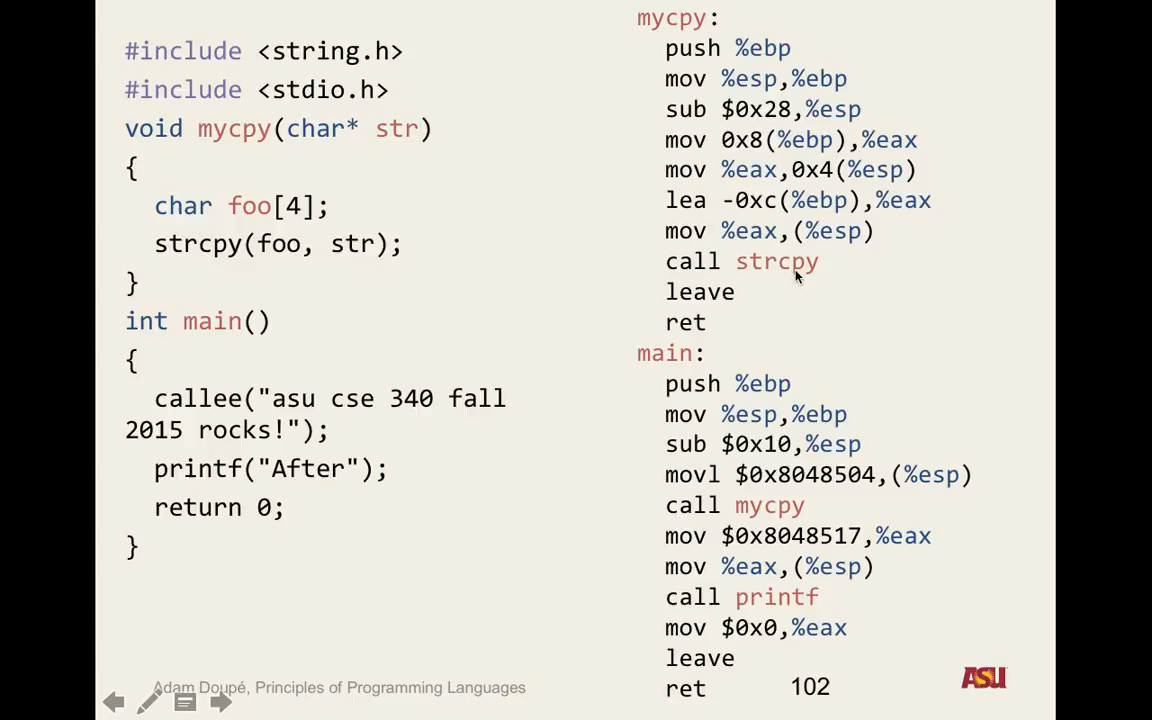 #include <string.h>
#include <stdio.h>
void mycpy(char* str)
{
char foo[4];
strcpy(foo, str);
}
int main()
{
callee("asu cse 340 fall
2015 rocks!");
printf("After");
return 0;
}
mycpy:
push %ebp
mov %esp,%ebp
sub $0x28,%esp
mov 0x8(%ebp),%eax
mov %eax,0x4(%esp)
lea -0xc(%ebp),%eax
mov %eax,(%esp)
call strcpy
leave
ret
main:
push %ebp
mov %esp,%ebp
sub $0x10,%esp
movl $0x8048504,(%esp)
call mycpy
mov $0x8048517,%eax
mov %eax,(%esp)
call printf
mov $0x0,%eax
leave
ret
Adam Doupé, Principles of Programming Languages
102
ASU